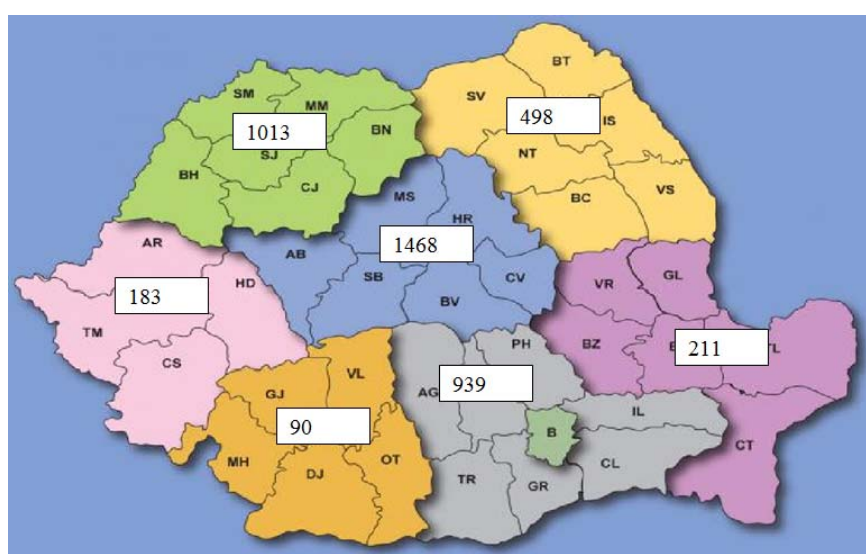 BT
SM
SV
MM
1013
498
IS
BN
SJ
NT
BH
CJ
MS
BC
VS
HR
AR
1468
AB
HD
SB
CV
VR
GL
183
BV
TM
PH
BZ
211
TL
CS
VL
939
GJ
AG
IL
90
B
CT
MH
OT
CL
DJ
TR
GR